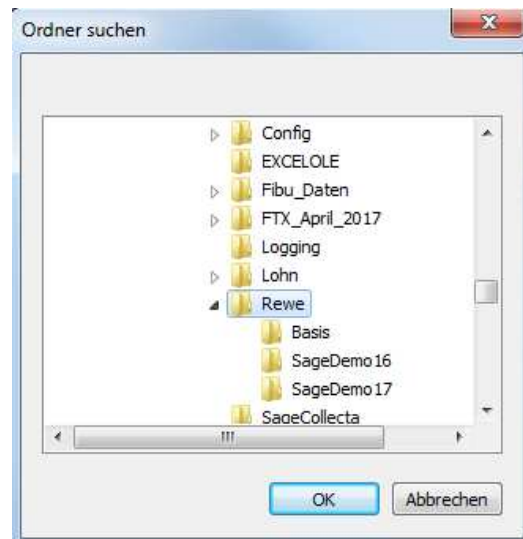 Ordner suchen
Config
EXCELOLE
Fibu_Daten
FTX_April_2017
Logging
Lohn
Rewe
Basis
SageDemo16
SageDemo17
SageCollecta
OK
Abbrechen